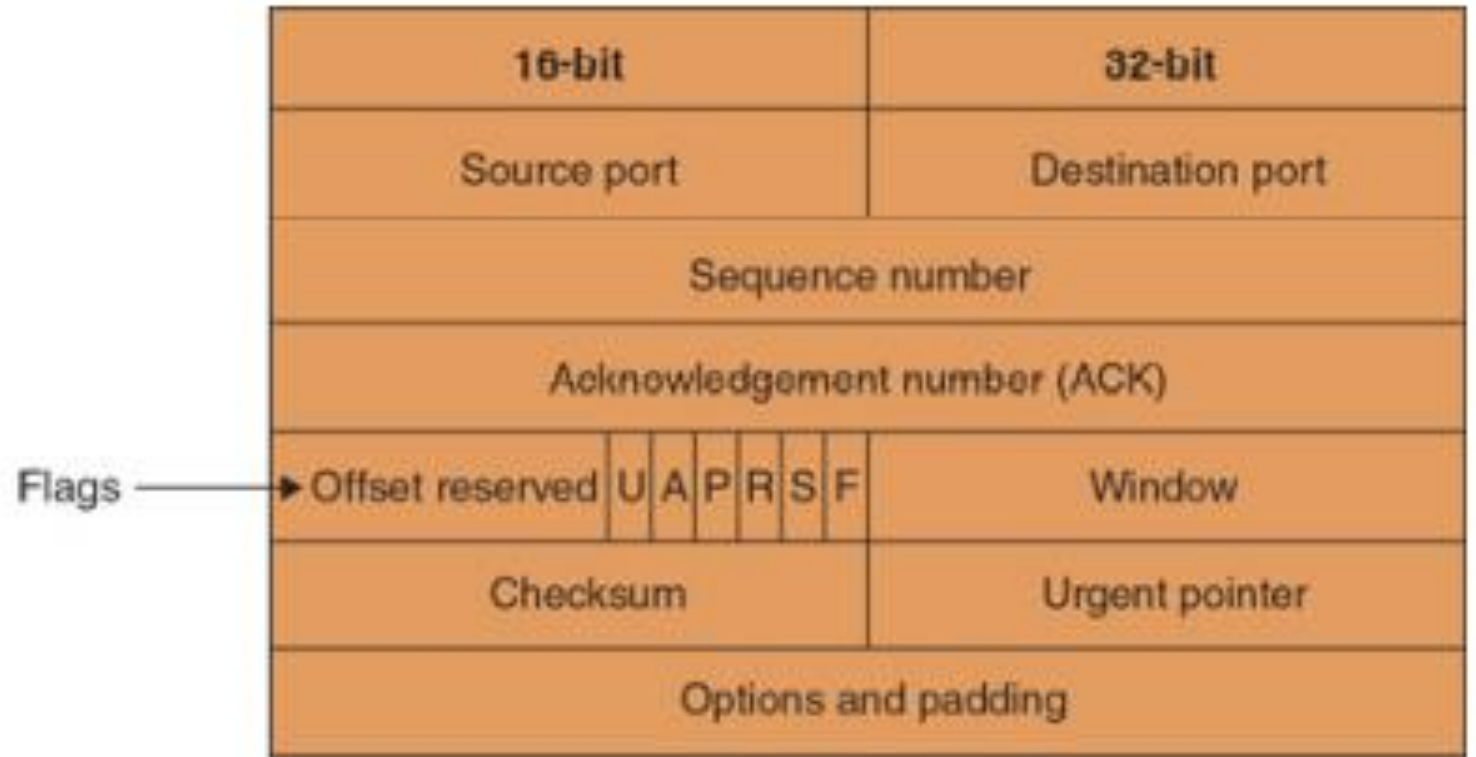 16-bit 32-bit
Source port Destination port
Sequence number
Acknowledgement number (ACK)
Flags Offset reserved U A P R S F Window
Checksum Urgent pointer
Options and padding